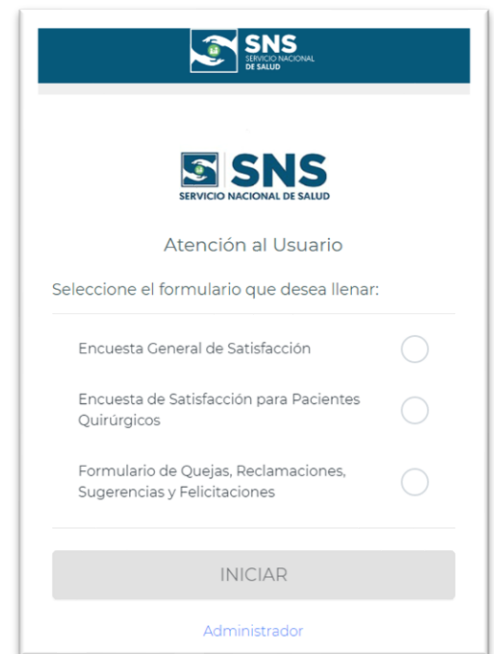 SNS
SERVICIO NACIONAL
DE SALUD
SNS
SERVICIO NACIONAL DE SALUD
Atención al Usuario
Seleccione el formulario que desea llenar:
Encuesta General de Satisfacción
Encuesta de Satisfacción para Pacientes
Quirúrgicos
Formulario de Quejas, Reclamaciones,
Sugerencias y Felicitaciones
INICIAR
Administrador